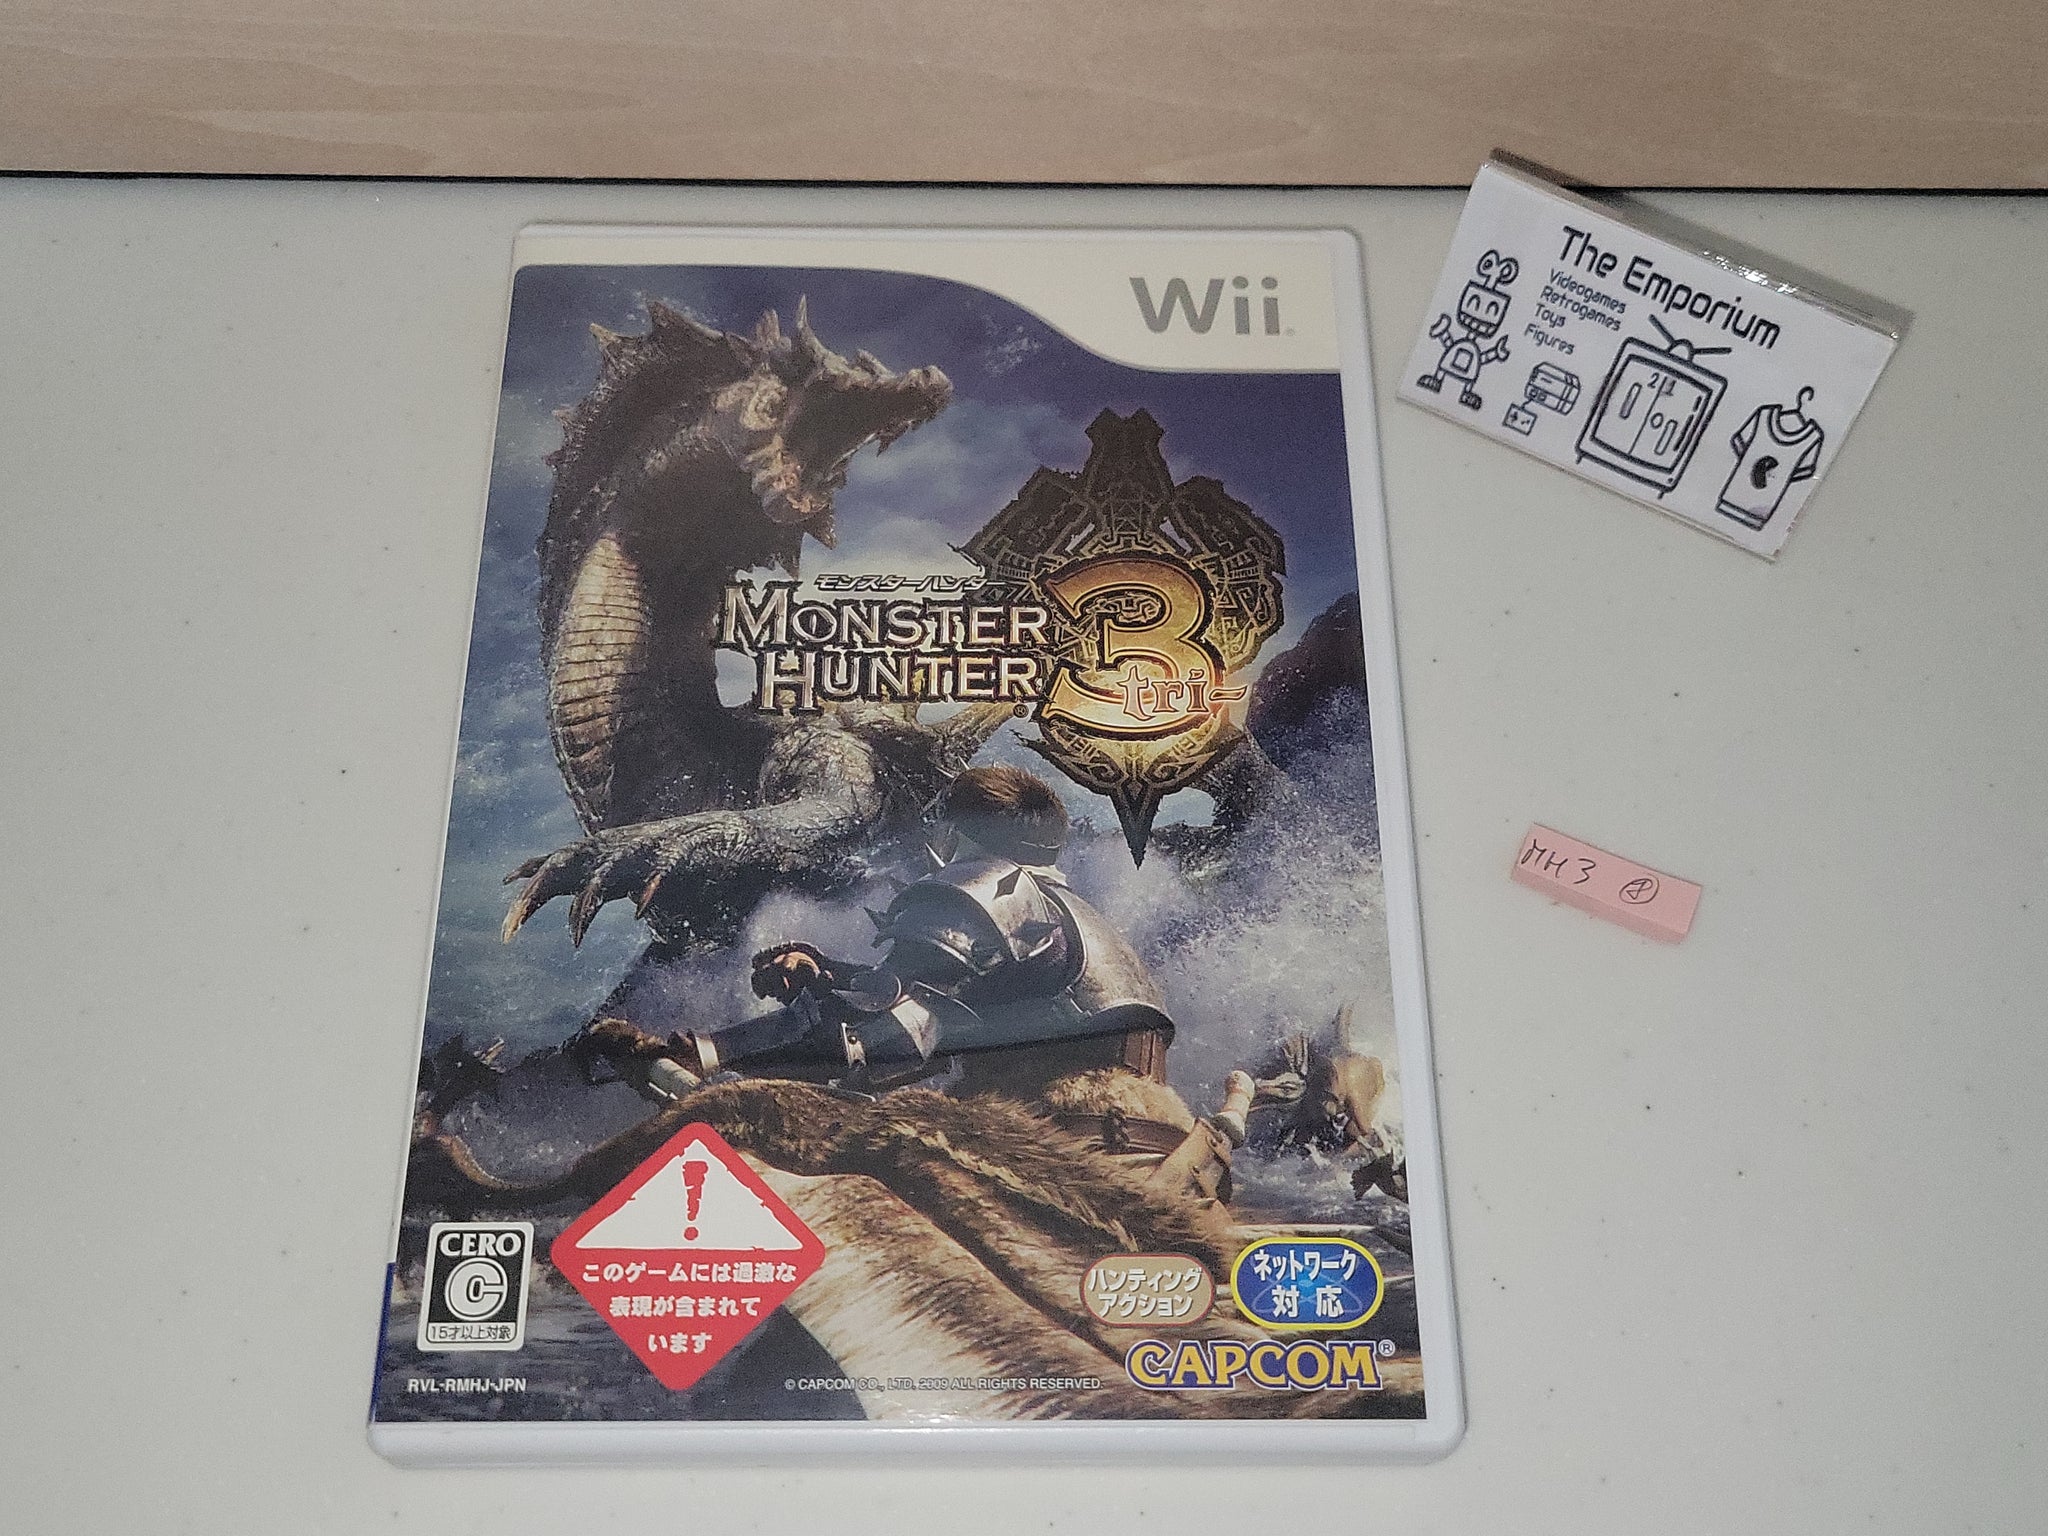 Wii
モンスターハンター
MONSTER
HUNTER®
3
tri-
CERO
C
15才以上対象
このゲームには過激な
表現が含まれて
います
ハンティング
アクション
ネットワーク
対応
CAPCOM®
RVL-RMHJ-JPN
© CAPCOM CO., LTD. 2009 ALL RIGHTS RESERVED.
The Emporium
Videogames
Retrogames
Toys
Figures
2 1
MH3